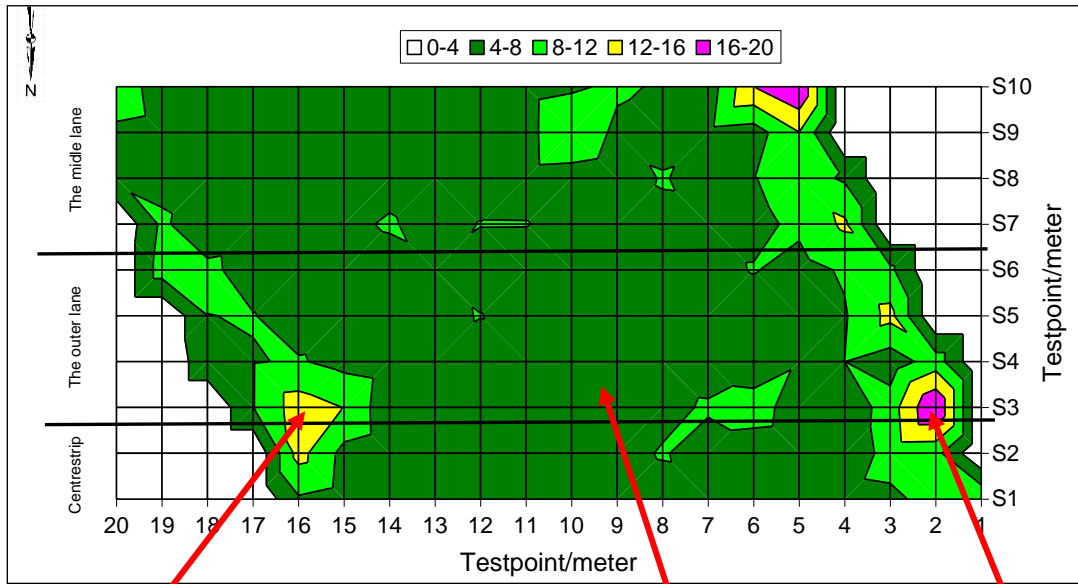 0-4 4-8 8-12 12-16 16-20
N
The middle lane
The outer lane
Centrestrip
S10
S9
S8
S7
S6
S5
S4
S3
S2
S1
Testpoint/meter
20 19 18 17 16 15 14 13 12 11 10 9 8 7 6 5 4 3 2 1
Testpoint/meter